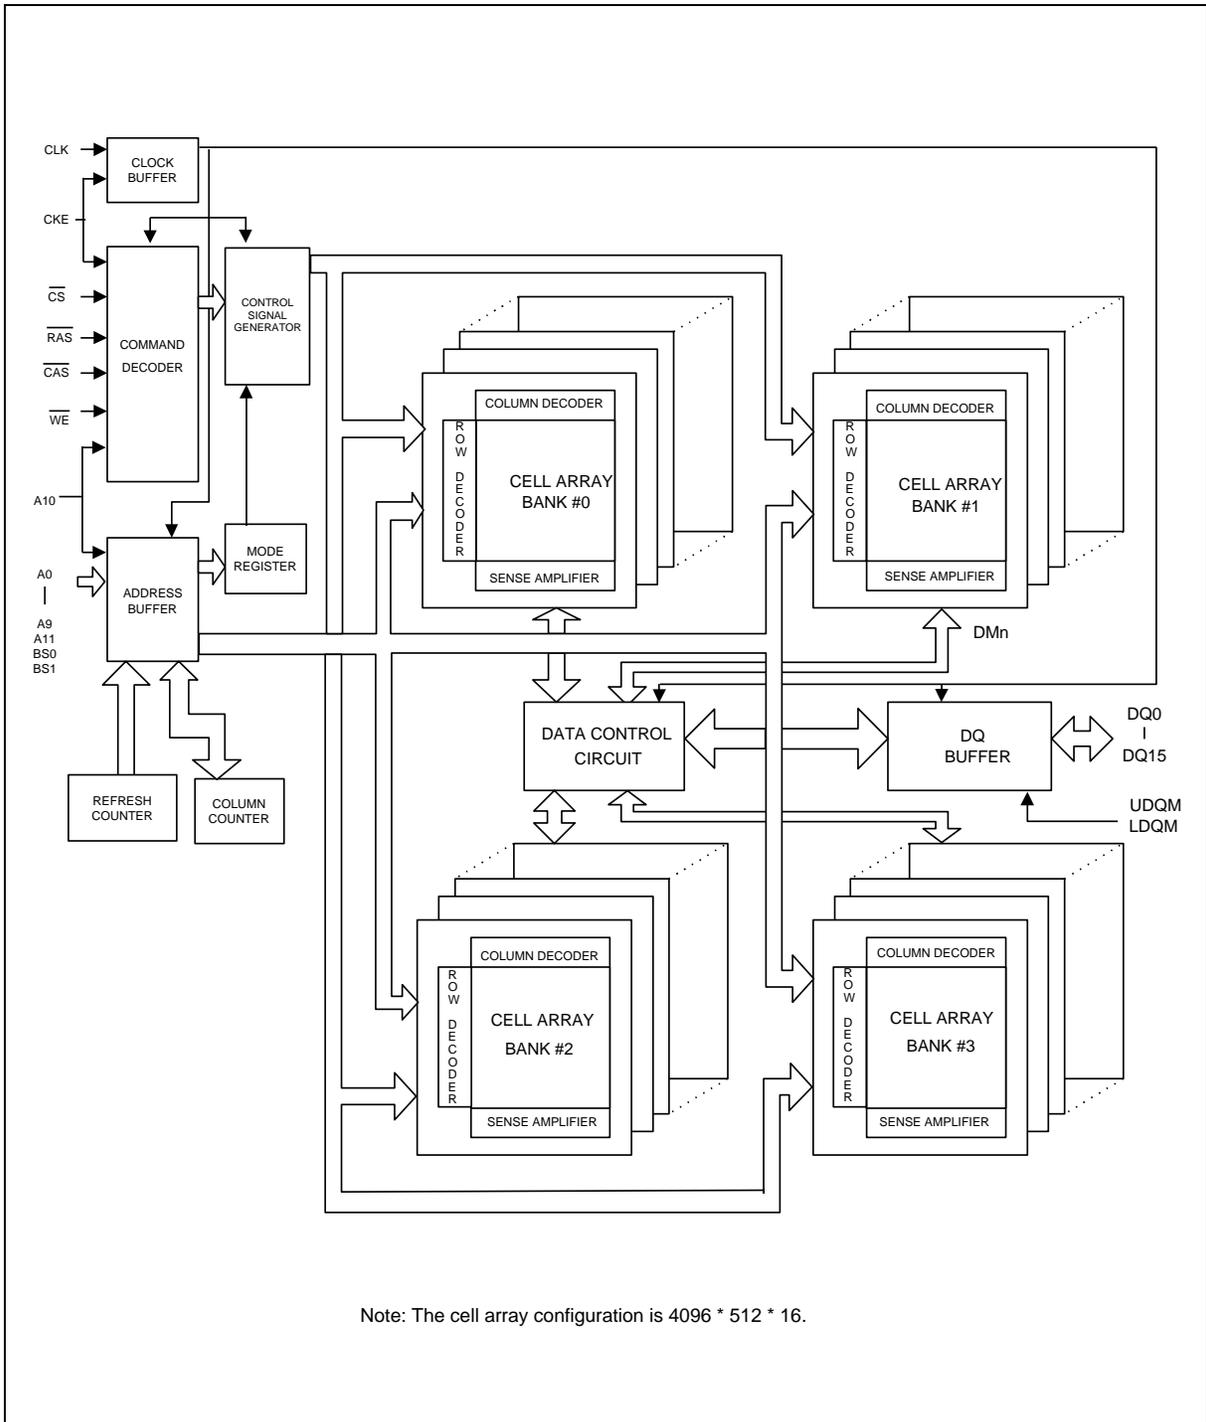 CLK
CLOCK
BUFFER
CKE
CS
RAS
CAS
WE
COMMAND
DECODER
CONTROL
SIGNAL
GENERATOR
A10
A0
A9
A11
BS0
BS1
ADDRESS
BUFFER
MODE
REGISTER
REFRESH
COUNTER
COLUMN
COUNTER
COLUMN DECODER
ROW DECODER
CELL ARRAY
BANK #0
SENSE AMPLIFIER
COLUMN DECODER
ROW DECODER
CELL ARRAY
BANK #1
SENSE AMPLIFIER
DMn
DATA CONTROL
CIRCUIT
DQ
BUFFER
DQ0
DQ15
UDQM
LDQM
COLUMN DECODER
ROW DECODER
CELL ARRAY
BANK #2
SENSE AMPLIFIER
COLUMN DECODER
ROW DECODER
CELL ARRAY
BANK #3
SENSE AMPLIFIER
Note: The cell array configuration is 4096 * 512 * 16.